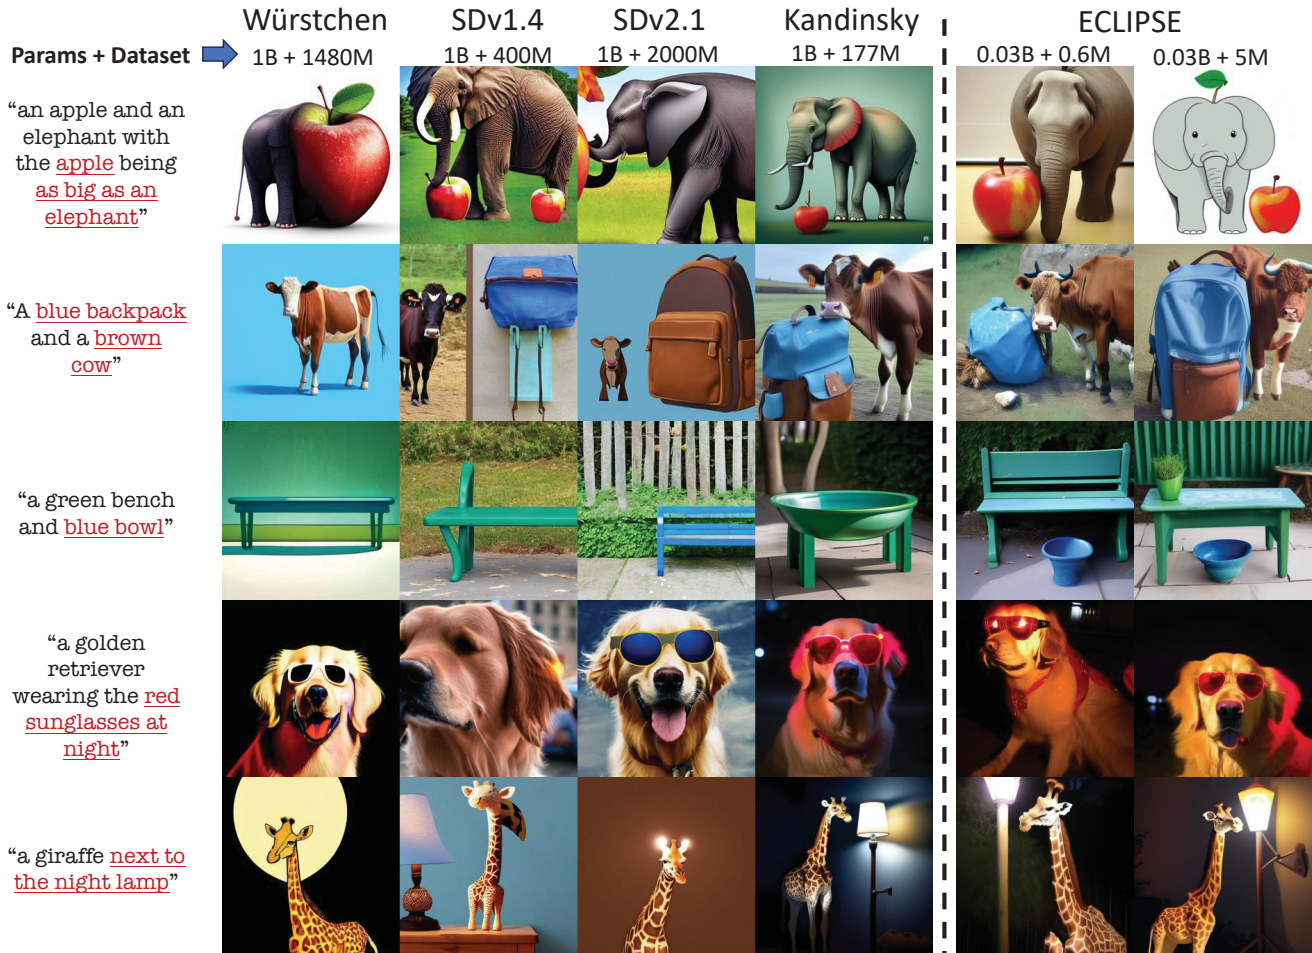 Würstchen SDv1.4 SDv2.1 Kandinsky ECLIPSE
Params + Dataset 1B + 1480M 1B + 400M 1B + 2000M 1B + 177M 0.03B + 0.6M 0.03B + 5M
“an apple and an
elephant with
the apple being
as big as an
elephant”
“A blue backpack
and a brown
cow”
“a green bench
and blue bowl”
“a golden
retriever
wearing the red
sunglasses at
night”
“a giraffe next to
the night lamp”